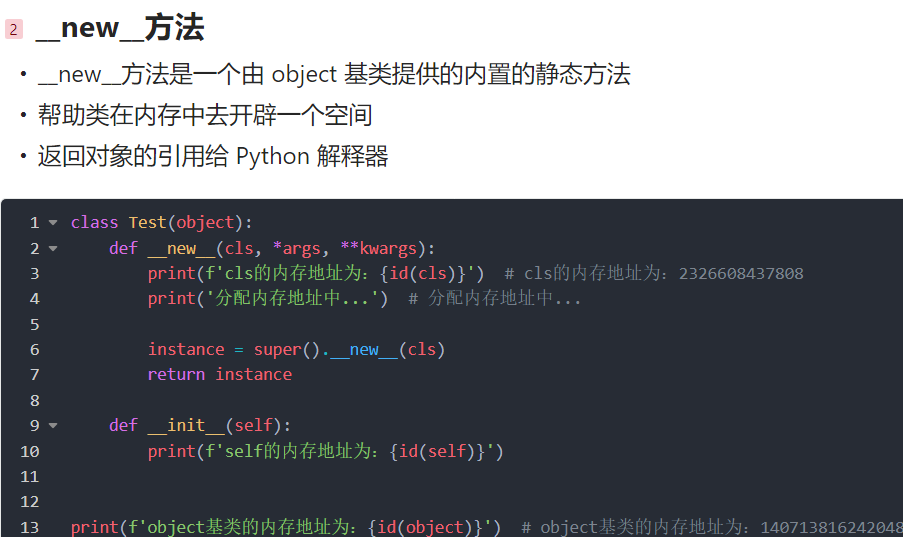 2 __new__方法
• __new__方法是一个由 object 基类提供的内置的静态方法
• 帮助类在内存中去开辟一个空间
• 返回对象的引用给 Python 解释器
1 class Test(object):
2     def __new__(cls, *args, **kwargs):
3         print(f'cls的内存地址为：{id(cls)}')  # cls的内存地址为：2326608437808
4         print('分配内存地址中...')  # 分配内存地址中...
5
6         instance = super().__new__(cls)
7         return instance
8
9     def __init__(self):
10         print(f'self的内存地址为：{id(self)}')
11
12
13 print(f'object基类的内存地址为：{id(object)}')  # object基类的内存地址为：140713816242048